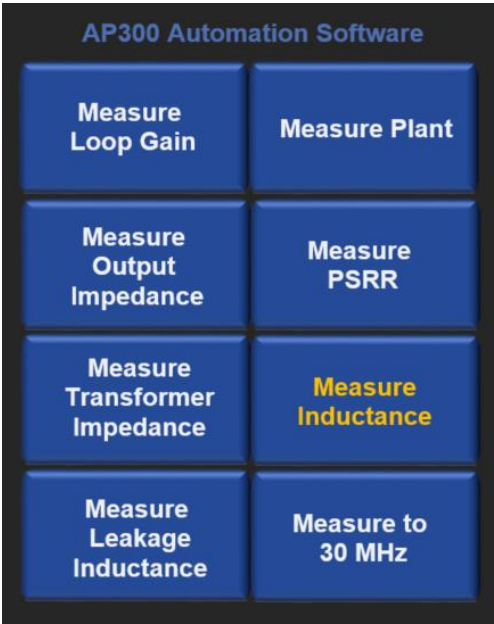 AP300 Automation Software
Measure
Loop Gain
Measure Plant
Measure
Output
Impedance
Measure
PSRR
Measure
Transformer
Impedance
Measure
Inductance
Measure
Leakage
Inductance
Measure to
30 MHz